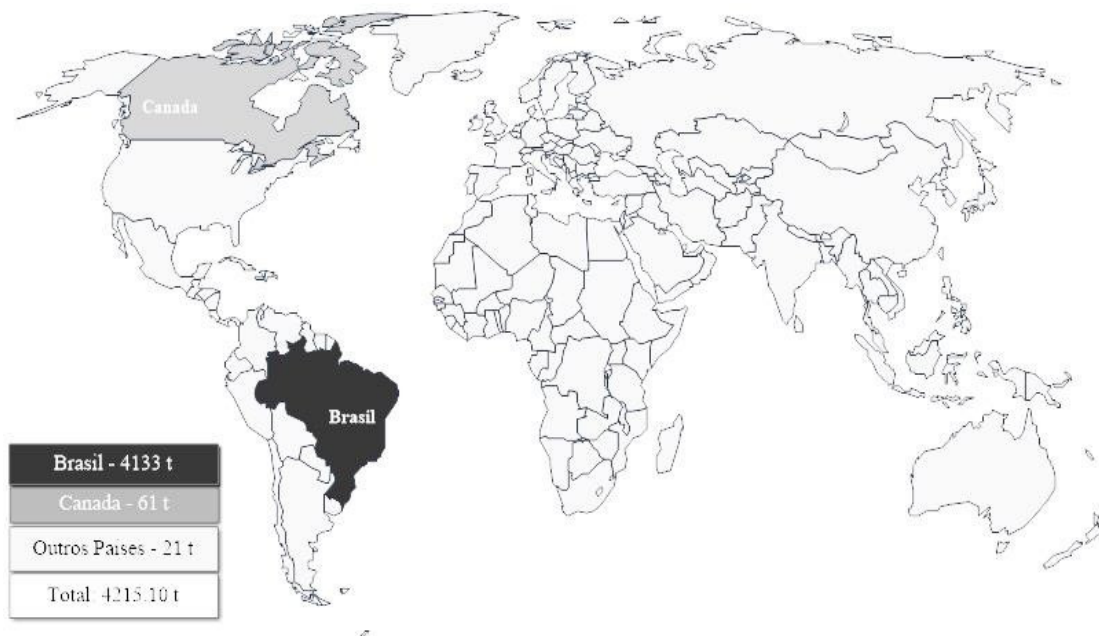 Canada
Brasil
Brasil - 4133 t
Canada - 61 t
Outros Paises - 21 t
Total 4215.10 t